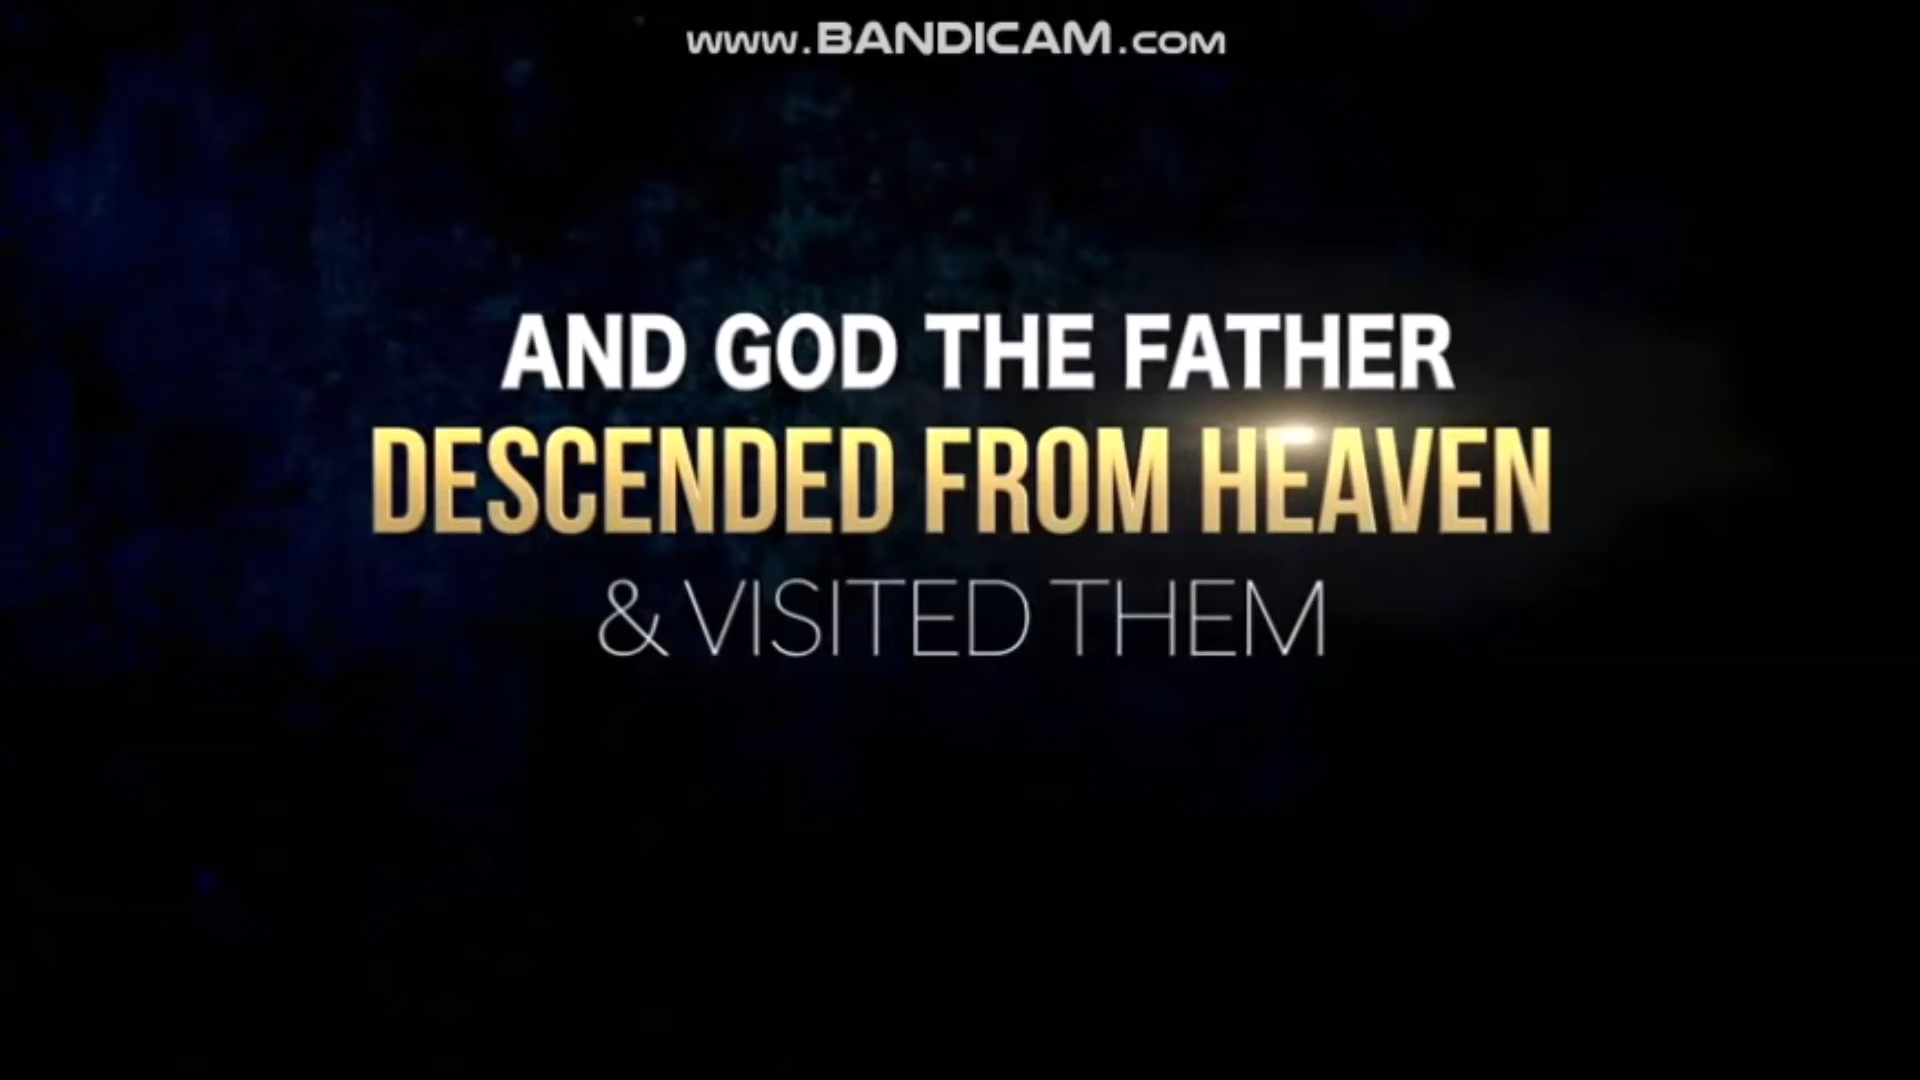 www.BANDICAM.com
AND GOD THE FATHER
DESCENDED FROM HEAVEN
& VISITED THEM